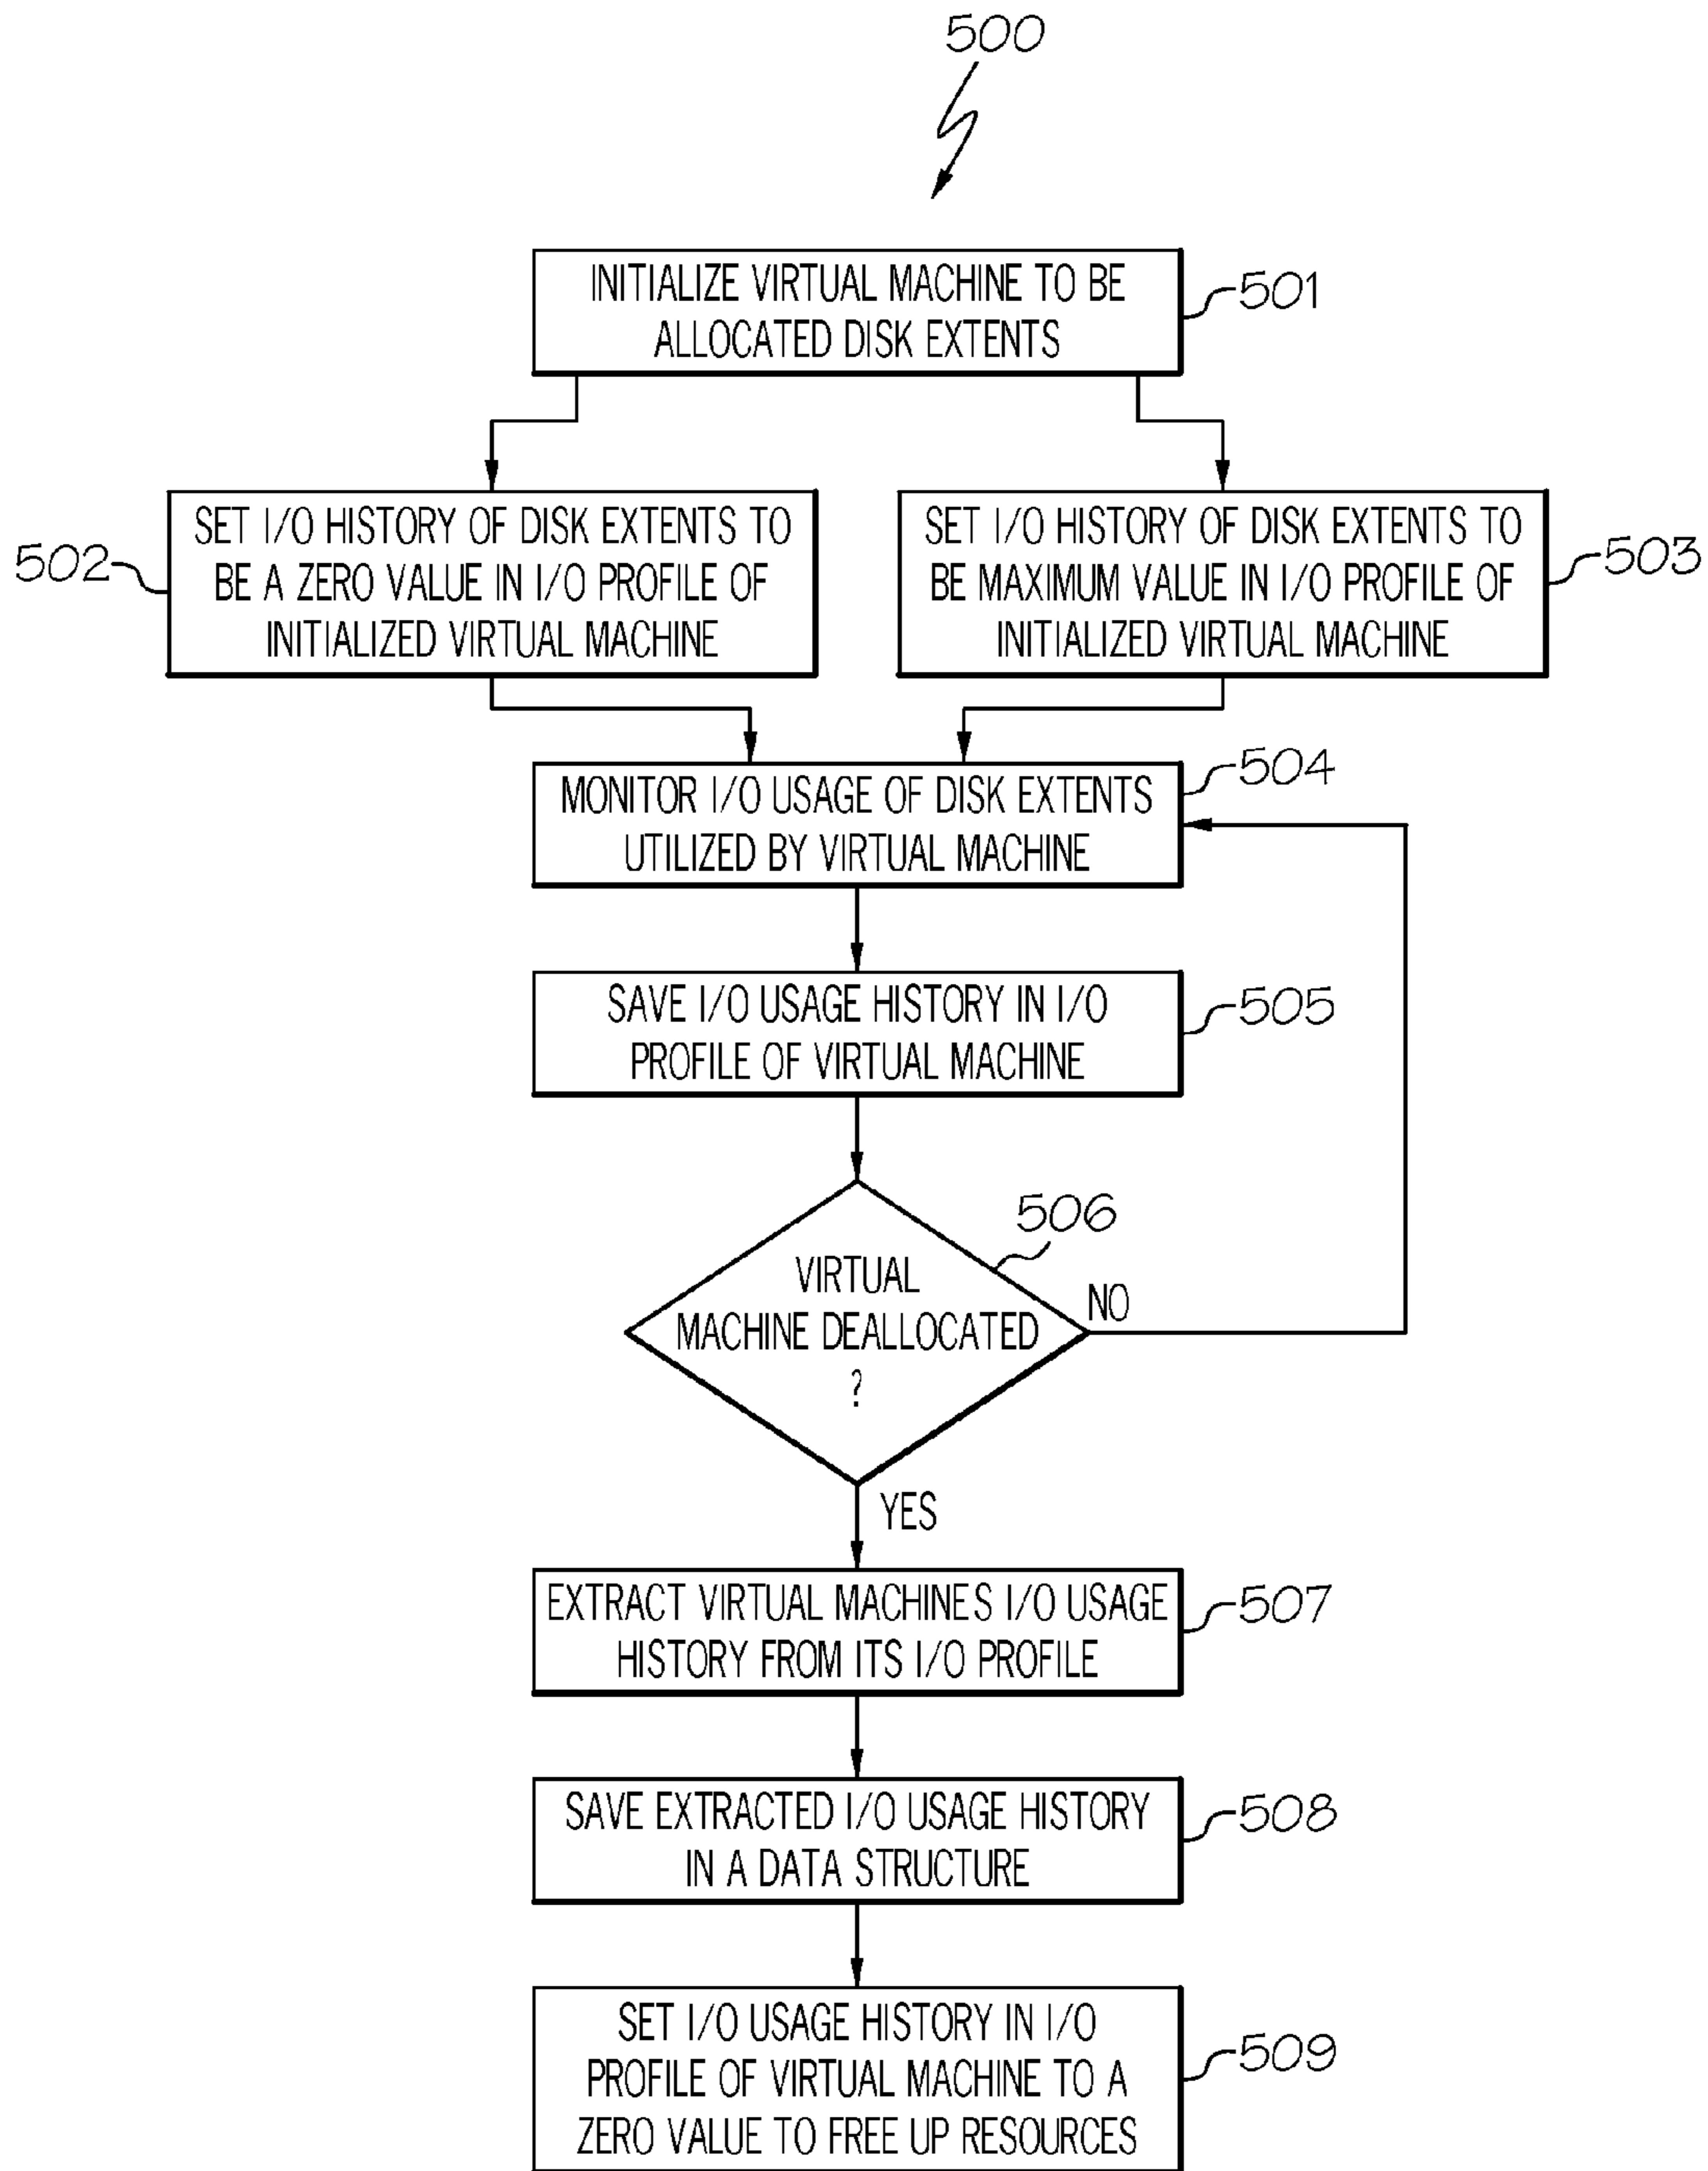 500
INITIALIZE VIRTUAL MACHINE TO BE
ALLOCATED DISK EXTENTS
501
SET I/O HISTORY OF DISK EXTENTS TO
BE A ZERO VALUE IN I/O PROFILE OF
INITIALIZED VIRTUAL MACHINE
502
SET I/O HISTORY OF DISK EXTENTS TO
BE MAXIMUM VALUE IN I/O PROFILE OF
INITIALIZED VIRTUAL MACHINE
503
MONITOR I/O USAGE OF DISK EXTENTS
UTILIZED BY VIRTUAL MACHINE
504
SAVE I/O USAGE HISTORY IN I/O
PROFILE OF VIRTUAL MACHINE
505
VIRTUAL
MACHINE DEALLOCATED
?
506
NO
YES
EXTRACT VIRTUAL MACHINES I/O USAGE
HISTORY FROM ITS I/O PROFILE
507
SAVE EXTRACTED I/O USAGE HISTORY
IN A DATA STRUCTURE
508
SET I/O USAGE HISTORY IN I/O
PROFILE OF VIRTUAL MACHINE TO A
ZERO VALUE TO FREE UP RESOURCES
509